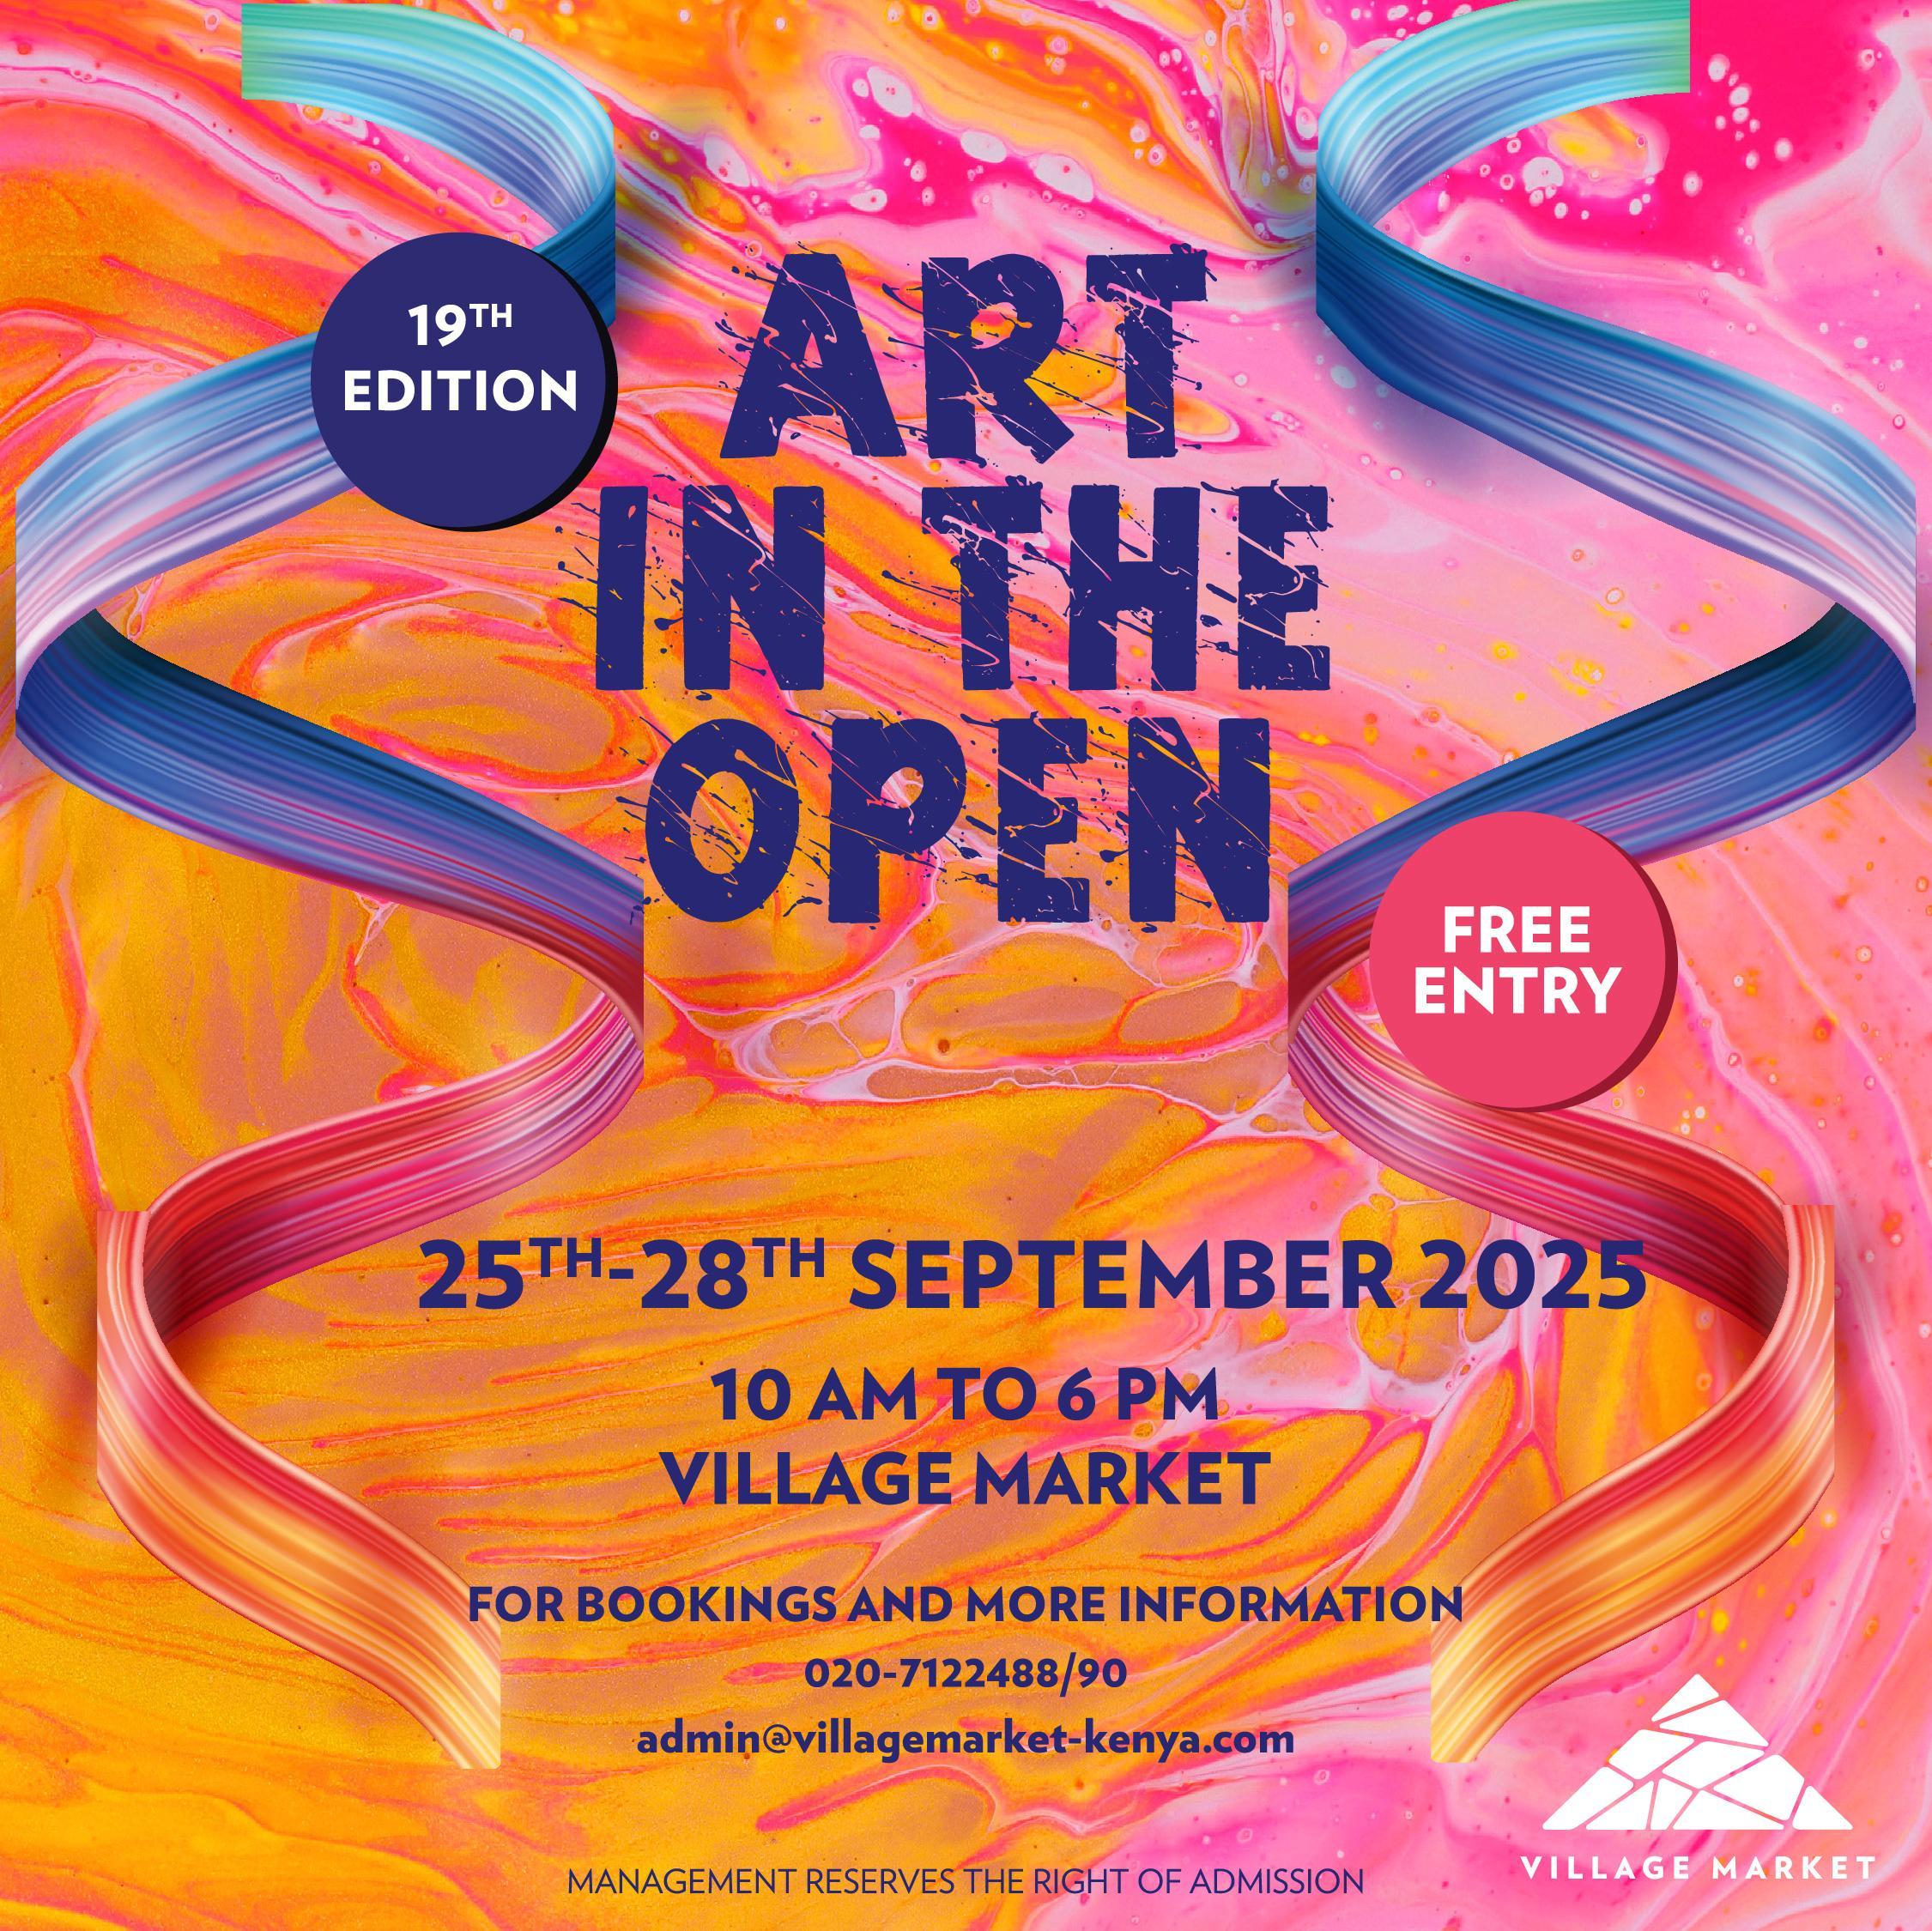 19TH
EDITION
ART
IN THE
OPEN
FREE
ENTRY
25TH-28TH SEPTEMBER 2025
10 AM TO 6 PM
VILLAGE MARKET
FOR BOOKINGS AND MORE INFORMATION
020-7122488/90
admin@villagemarket-kenya.com
VILLAGE MARKET
MANAGEMENT RESERVES THE RIGHT OF ADMISSION